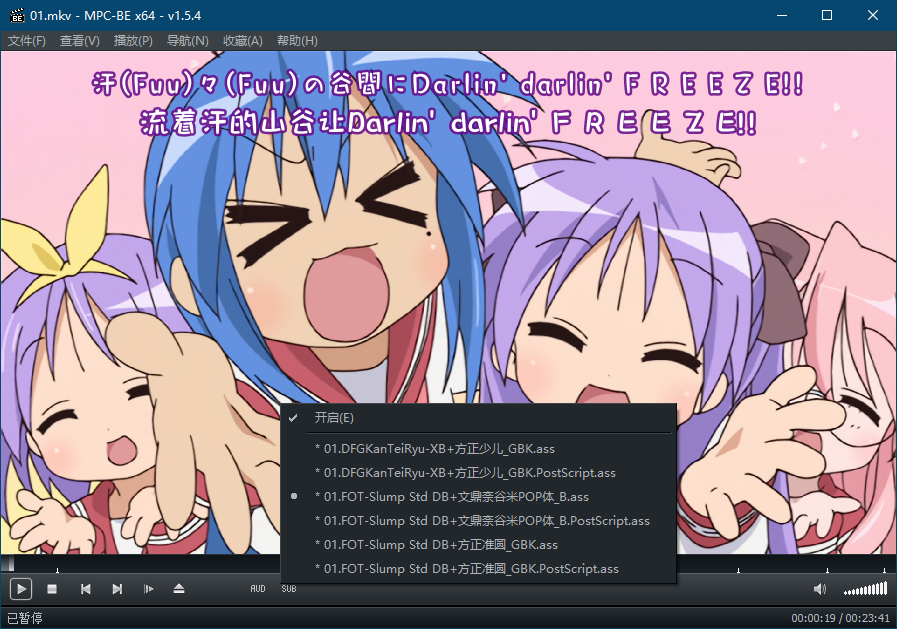 01.mkv - MPC-BE x64 - v1.5.4
文件(F) 查看(V) 播放(P) 导航(N) 收藏(A) 帮助(H)
汗(Fuu)々(Fuu)の谷間にDarlin' darlin' F R E E Z E!!
流着汗的山谷让Darlin' darlin' F R E E Z E!!
开启(E)
* 01.DFGKanTeiRyu-XB+方正少儿_GBK.ass
* 01.DFGKanTeiRyu-XB+方正少儿_GBK.PostScript.ass
* 01.FOT-Slump Std DB+文鼎奈谷米POP体_B.ass
* 01.FOT-Slump Std DB+文鼎奈谷米POP体_B.PostScript.ass
* 01.FOT-Slump Std DB+方正准圆_GBK.ass
* 01.FOT-Slump Std DB+方正准圆_GBK.PostScript.ass
AUD SUB
已暂停 00:00:19 / 00:23:41